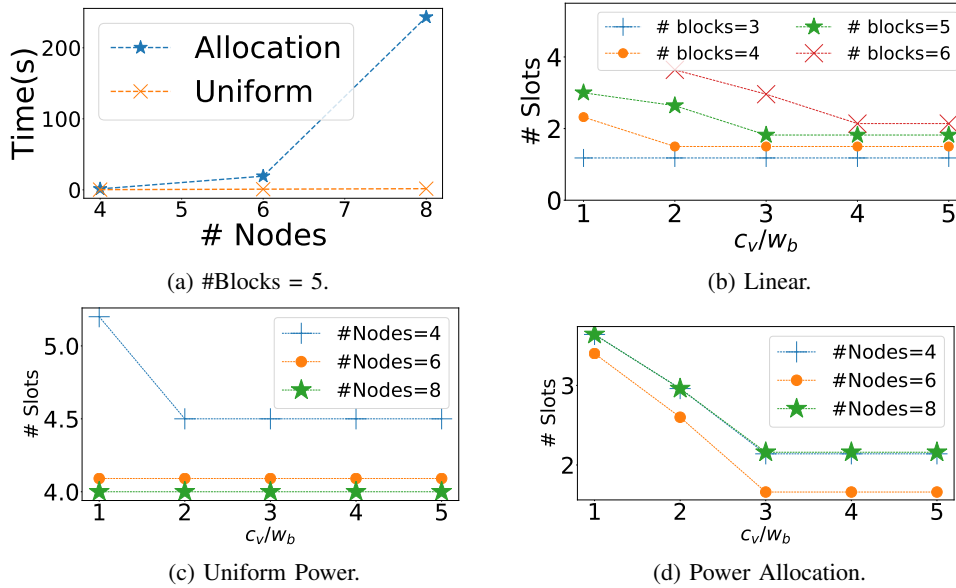 200
100
0
Time(s)
Allocation
Uniform
4 5 6 7 8
# Nodes
(a) #Blocks = 5.
4
2
0
# Slots
# blocks=3 # blocks=5
# blocks=4 # blocks=6
1 2 3 4 5
c_v/w_b
(b) Linear.
5.0
4.5
4.0
# Slots
#Nodes=4
#Nodes=6
#Nodes=8
1 2 3 4 5
c_v/w_b
(c) Uniform Power.
3
2
# Slots
#Nodes=4
#Nodes=6
#Nodes=8
1 2 3 4 5
c_v/w_b
(d) Power Allocation.